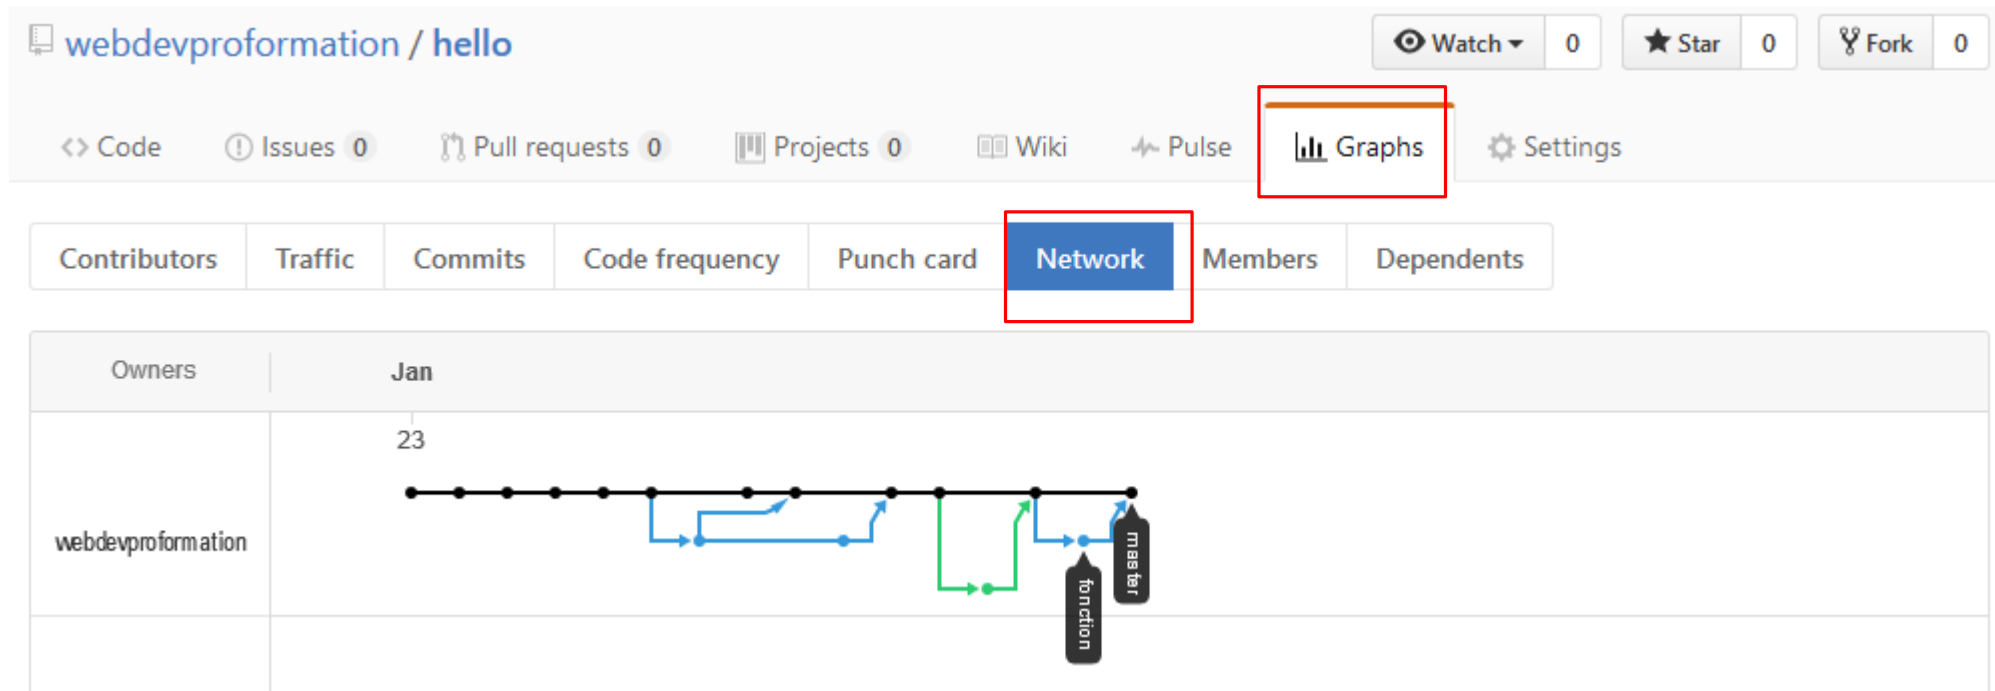 webdevproformation / hello Watch 0 Star 0 Fork 0
Code Issues 0 Pull requests 0 Projects 0 Wiki Pulse Graphs Settings
Contributors Traffic Commits Code frequency Punch card Network Members Dependents
Owners Jan
23
webdevproformation
master
fonction